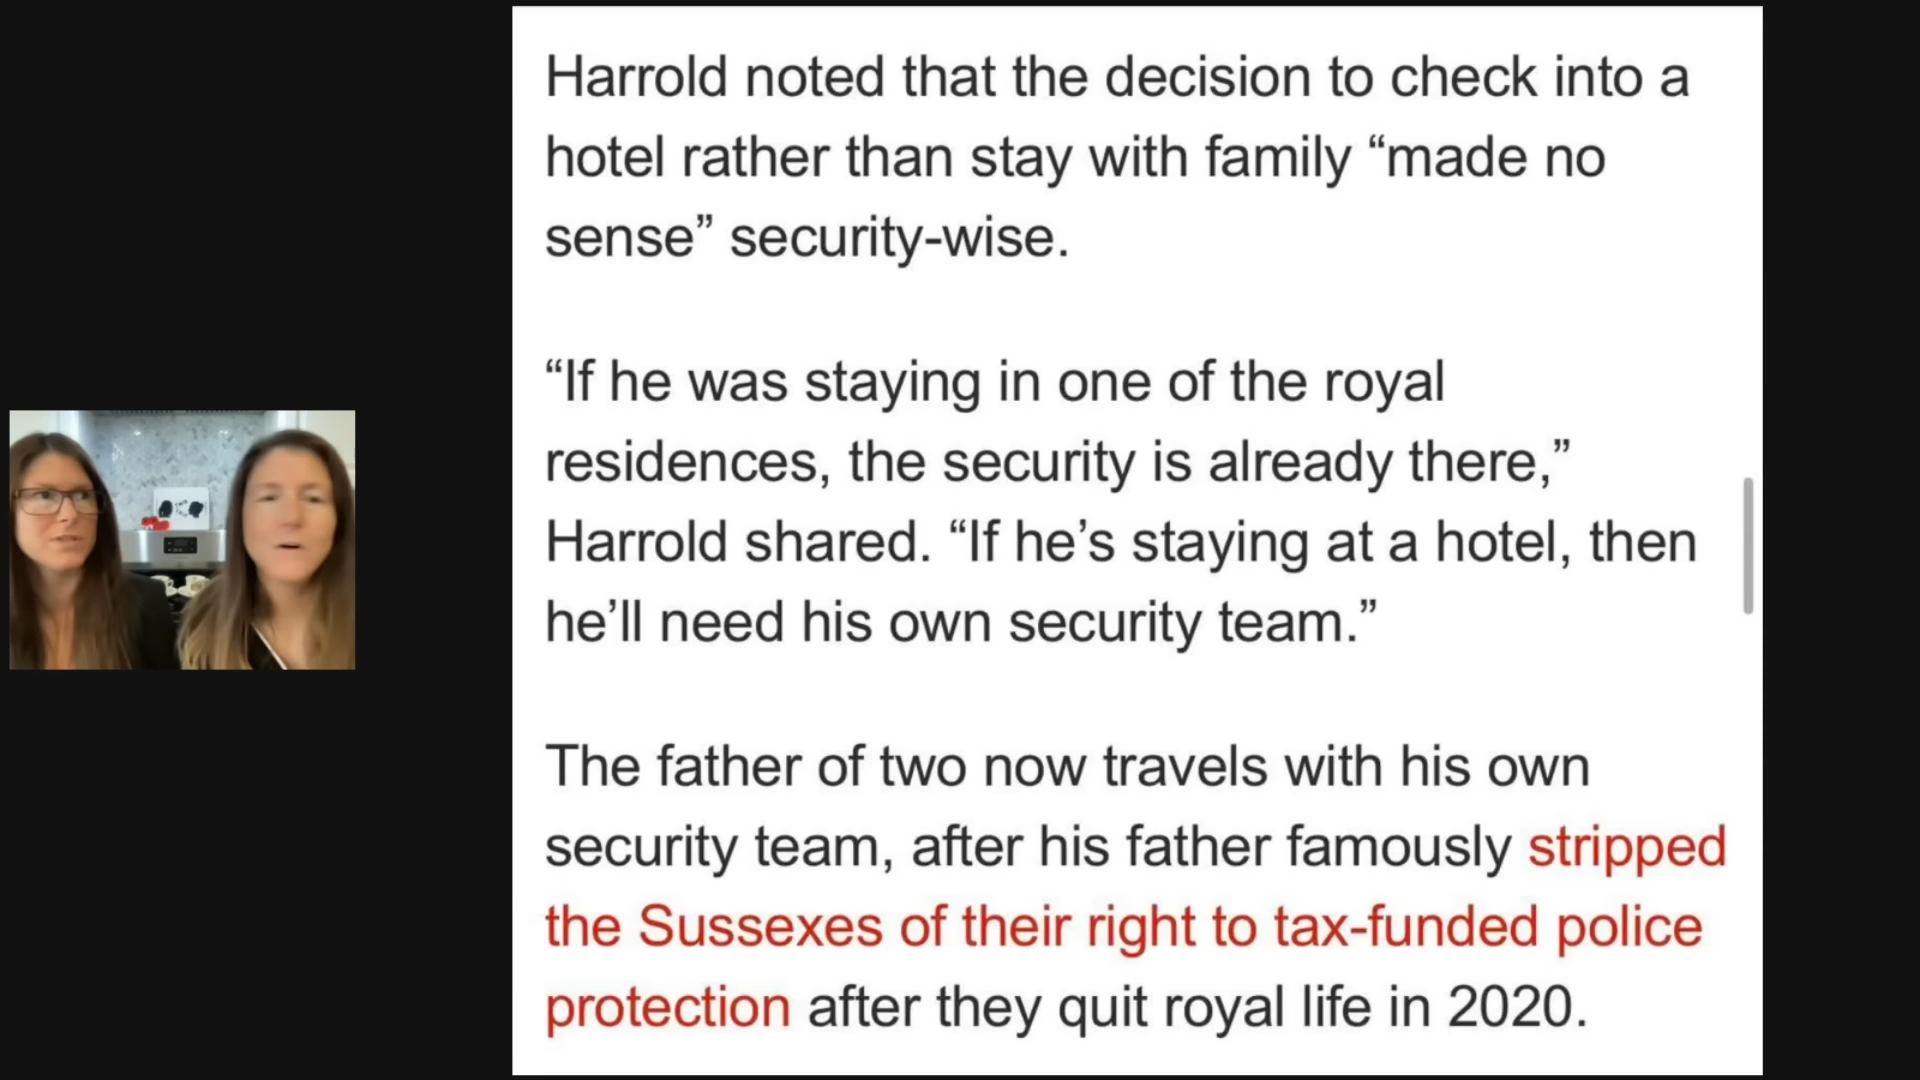 Harrold noted that the decision to check into a
hotel rather than stay with family “made no
sense” security-wise.
“If he was staying in one of the royal
residences, the security is already there,”
Harrold shared. “If he’s staying at a hotel, then
he’ll need his own security team.”
The father of two now travels with his own
security team, after his father famously stripped
the Sussexes of their right to tax-funded police
protection after they quit royal life in 2020.